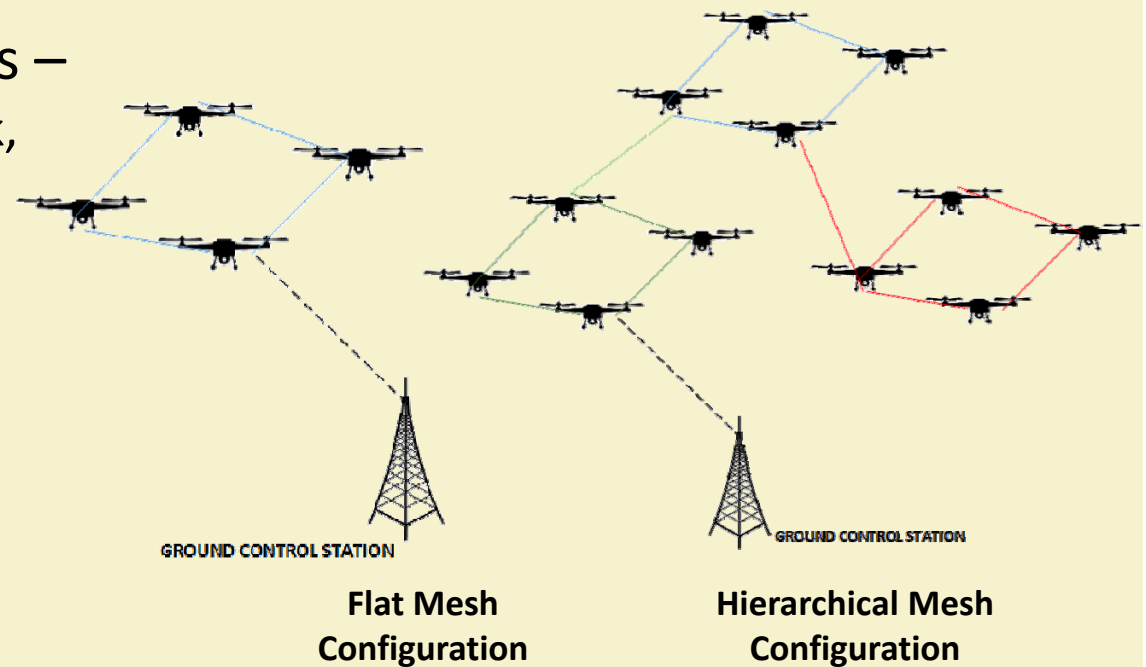 s –
,
GROUND CONTROL STATION
GROUND CONTROL STATION
Flat Mesh
Configuration
Hierarchical Mesh
Configuration